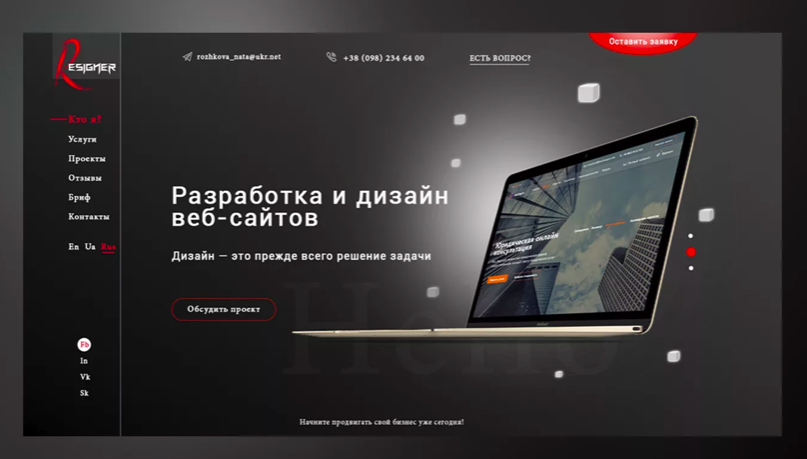 RESIGNER
rozhkova_nata@ukr.net
+38 (098) 234 64 00
ЕСТЬ ВОПРОС?
Оставить заявку
Кто я?
Услуги
Проекты
Отзывы
Бриф
Контакты
En Ua Rus
Разработка и дизайн
веб-сайтов
Дизайн — это прежде всего решение задачи
Обсудить проект
Юридическая онлайн
консультация
Hello
Fb
In
Vk
Sk
Начните продвигать свой бизнес уже сегодня!